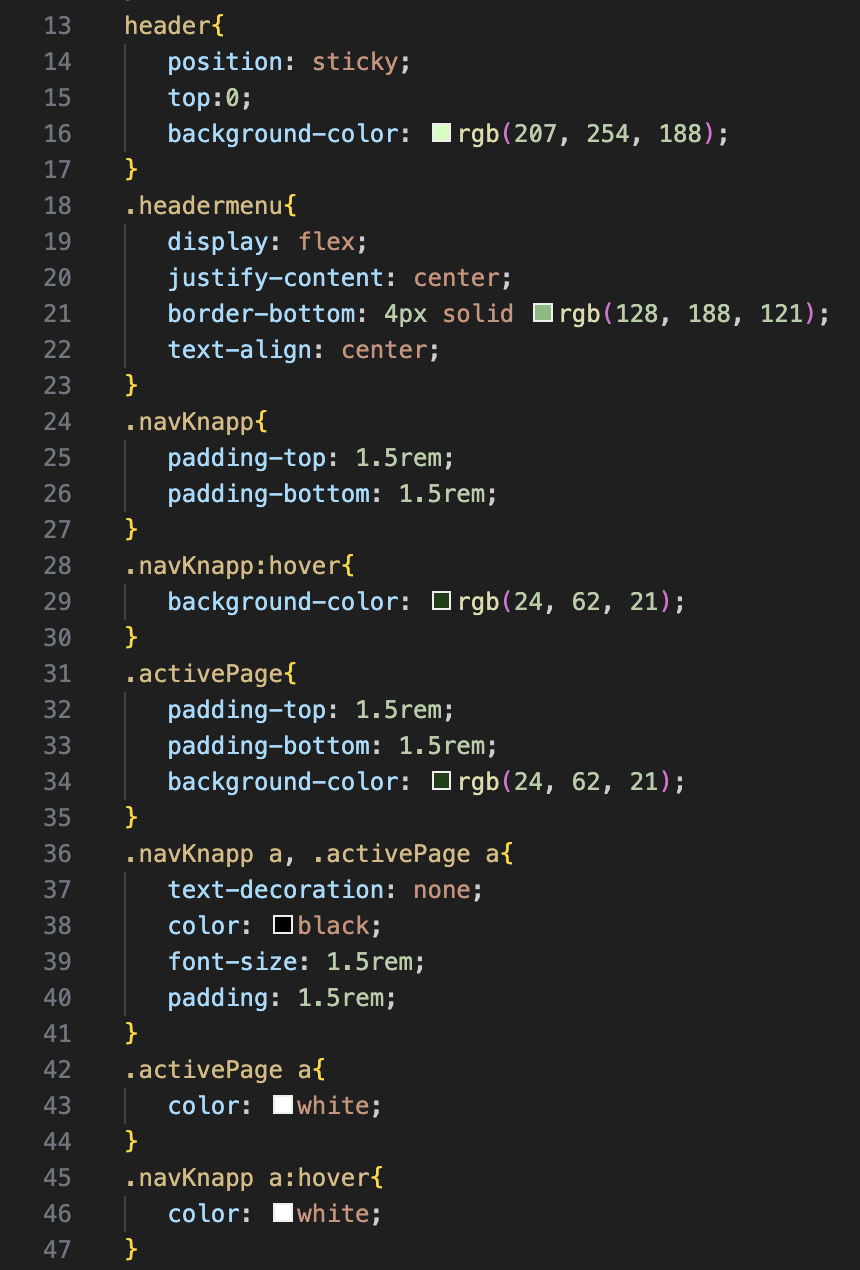 13 header{
14 position: sticky;
15 top:0;
16 background-color: rgb(207, 254, 188);
17 }
18 .headermenu{
19 display: flex;
20 justify-content: center;
21 border-bottom: 4px solid rgb(128, 188, 121);
22 text-align: center;
23 }
24 .navKnapp{
25 padding-top: 1.5rem;
26 padding-bottom: 1.5rem;
27 }
28 .navKnapp:hover{
29 background-color: rgb(24, 62, 21);
30 }
31 .activePage{
32 padding-top: 1.5rem;
33 padding-bottom: 1.5rem;
34 background-color: rgb(24, 62, 21);
35 }
36 .navKnapp a, .activePage a{
37 text-decoration: none;
38 color: black;
39 font-size: 1.5rem;
40 padding: 1.5rem;
41 }
42 .activePage a{
43 color: white;
44 }
45 .navKnapp a:hover{
46 color: white;
47 }